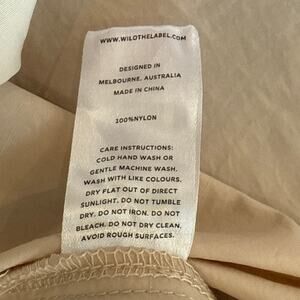 WWW.WILOTHELABEL.COM
DESIGNED IN
MELBOURNE, AUSTRALIA
MADE IN CHINA
100%NYLON
CARE INSTRUCTIONS:
COLD HAND WASH OR
GENTLE MACHINE WASH.
WASH WITH LIKE COLOURS.
DRY FLAT OUT OF DIRECT
SUNLIGHT. DO NOT TUMBLE
DRY. DO NOT IRON. DO NOT
BLEACH. DO NOT DRY CLEAN.
AVOID ROUGH SURFACES.